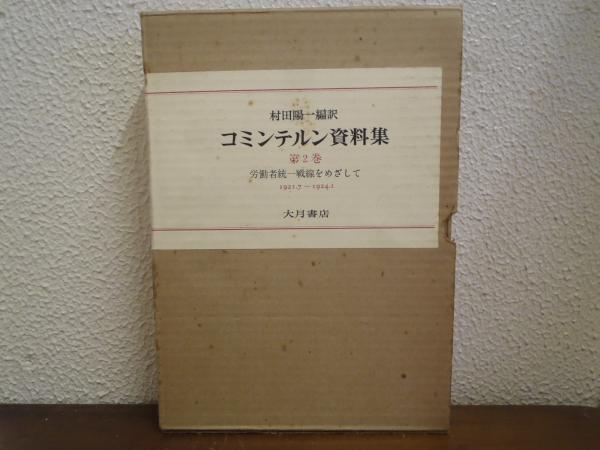 村田陽一編訳
コミンテルン資料集
第2巻
労働者統一戦線をめざして
1921.7－1924.1
大月書店